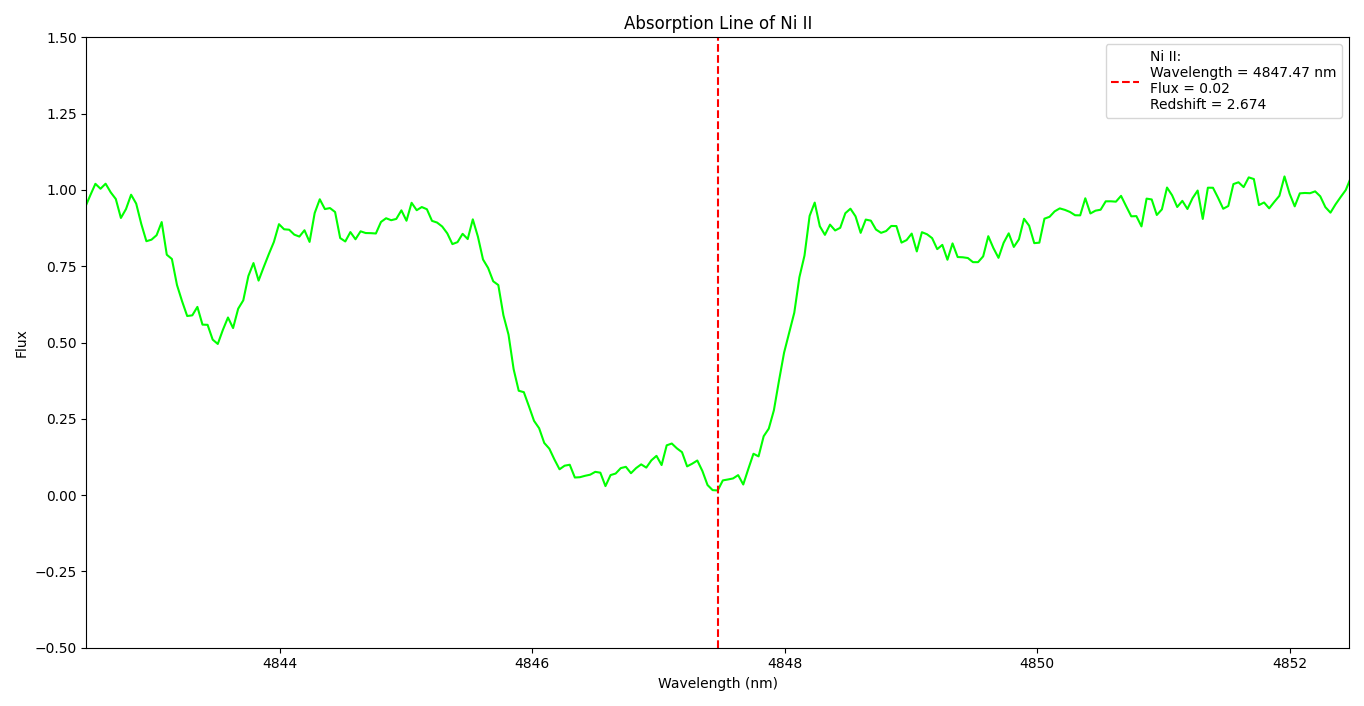 Absorption Line of Ni II
1.50
1.25
1.00
0.75
0.50
0.25
0.00
−0.25
−0.50
Flux
Ni II:
Wavelength = 4847.47 nm
Flux = 0.02
Redshift = 2.674
4844
4846
4848
4850
4852
Wavelength (nm)